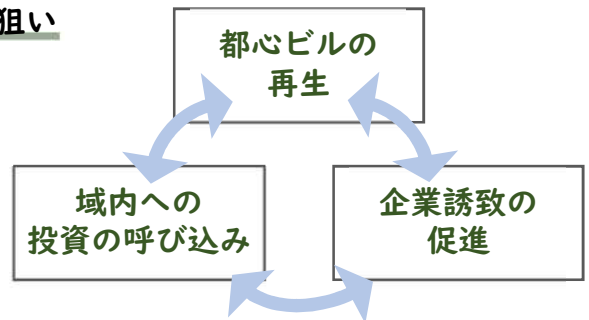 狙い
都心ビルの
再生
域内への
投資の呼び込み
企業誘致の
促進